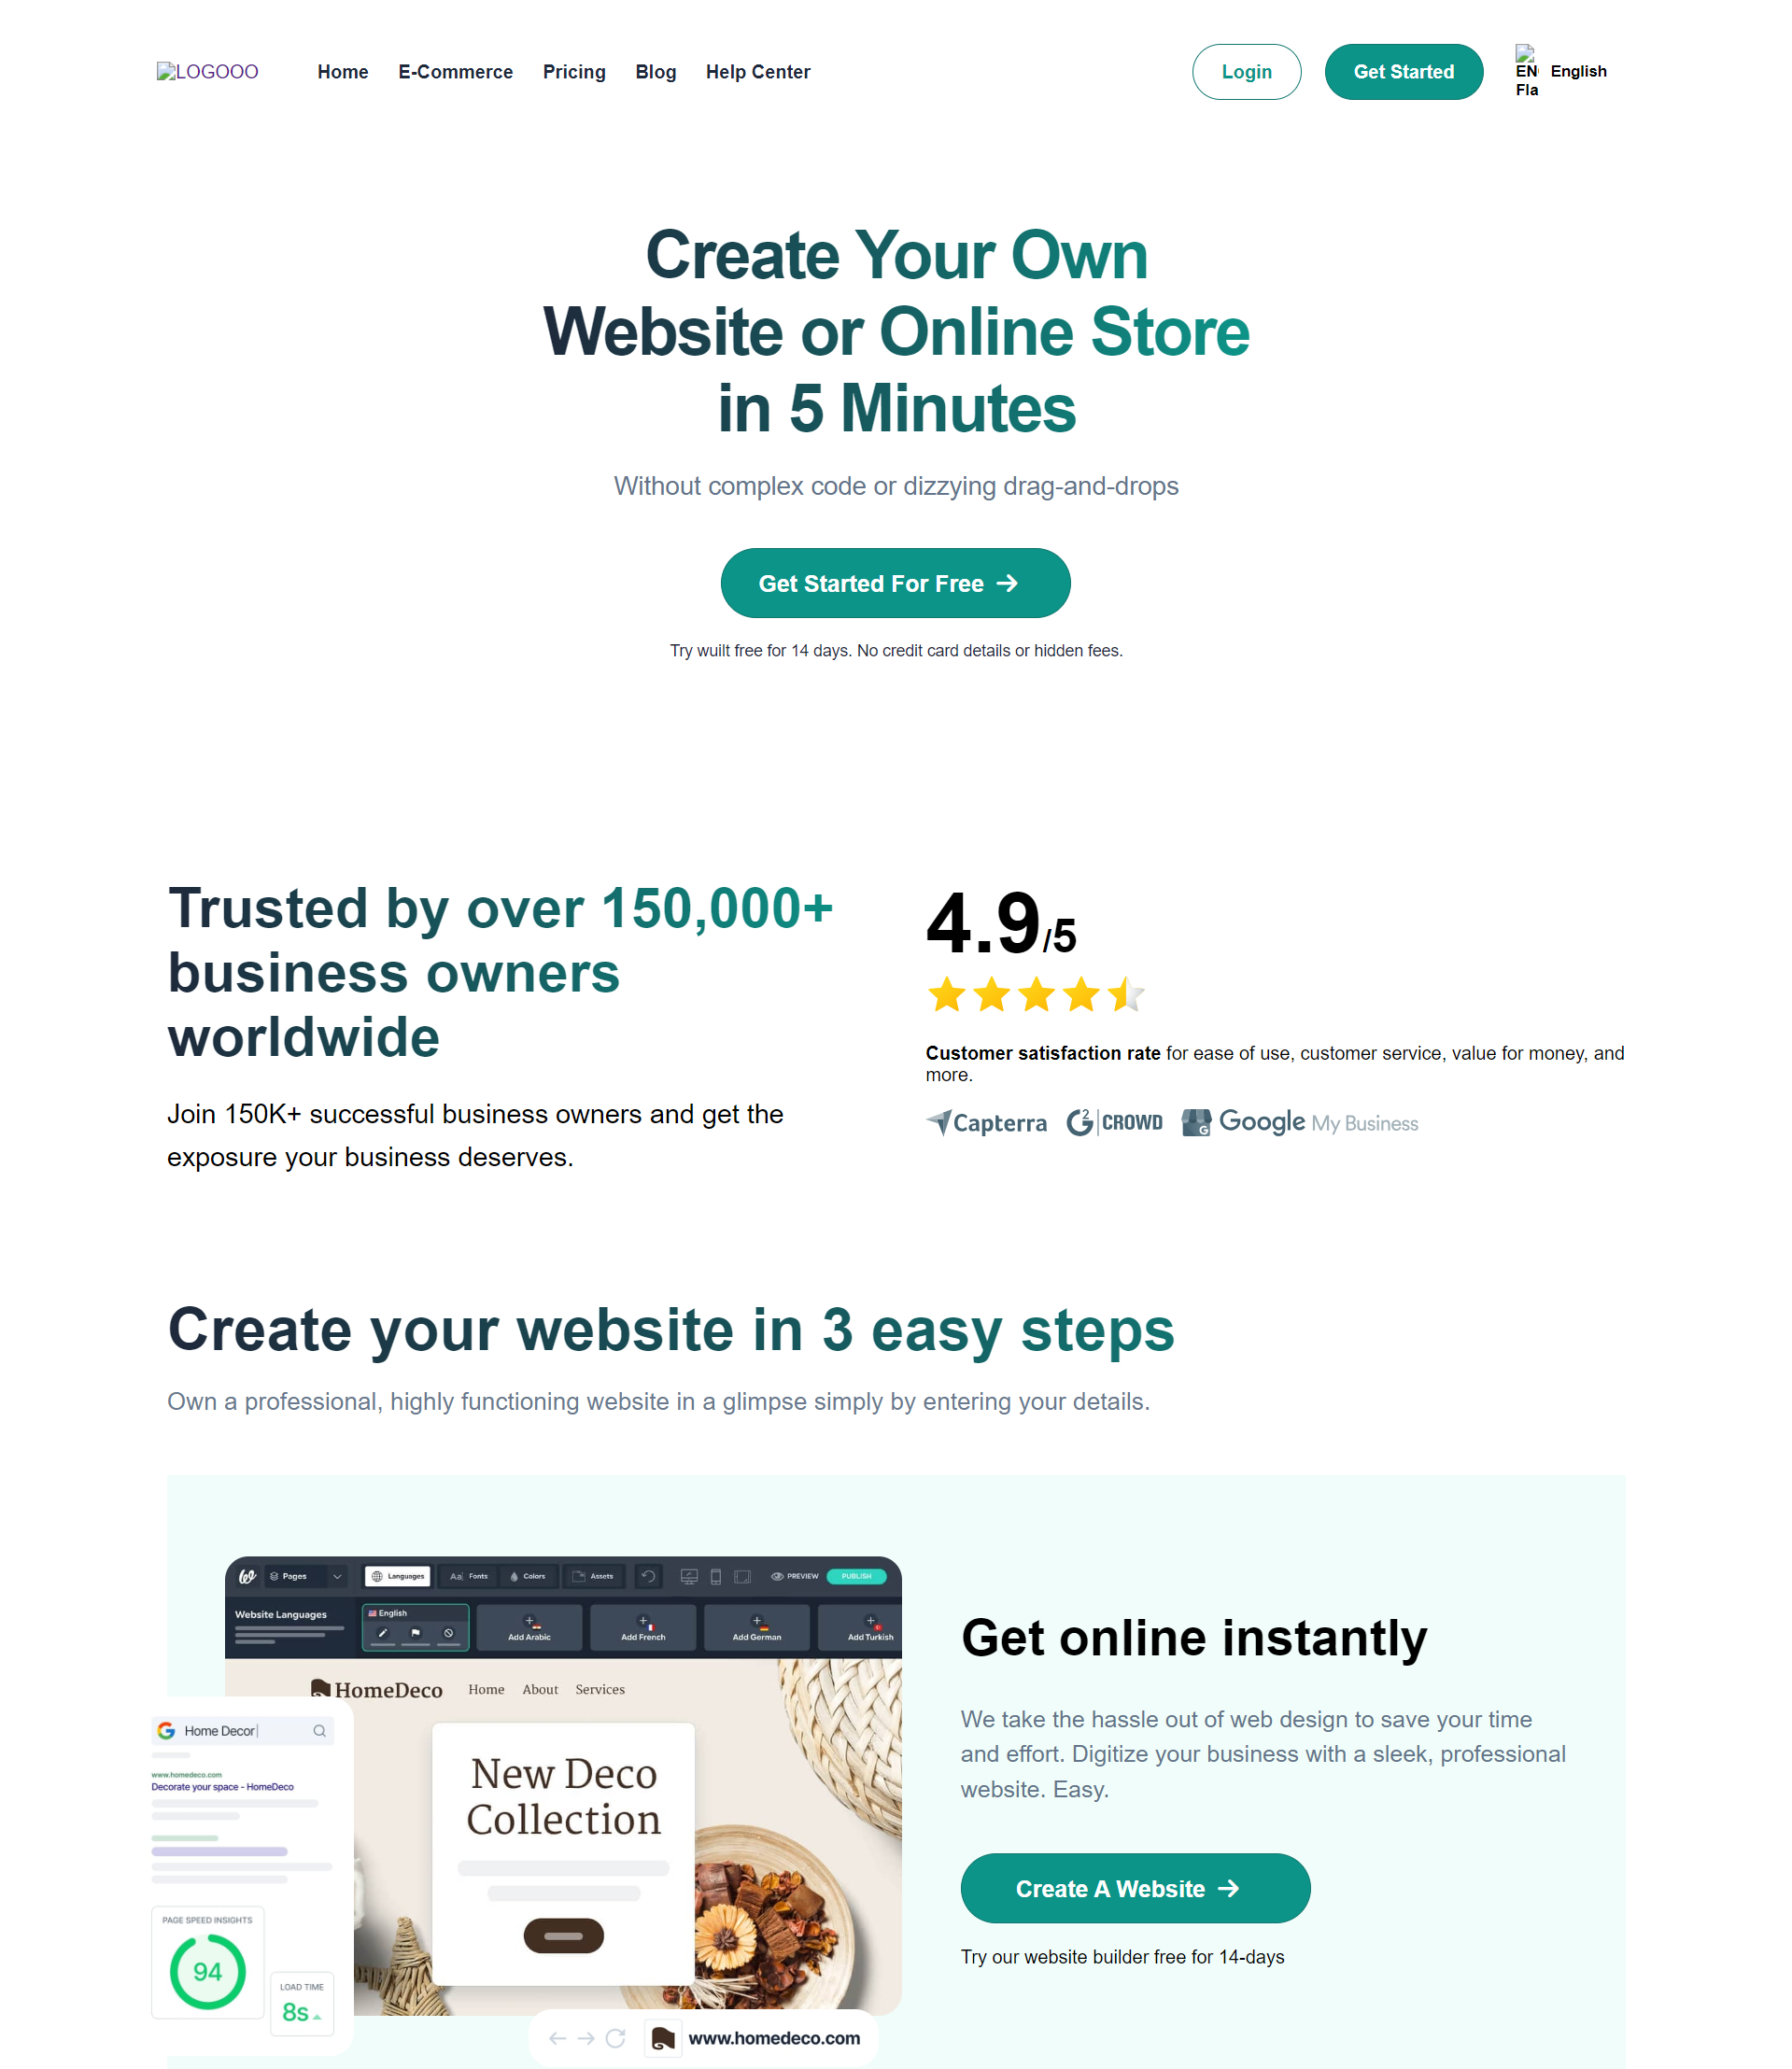 LOGOOO
Home
E-Commerce
Pricing
Blog
Help Center
Login
Get Started
EN
Fla
English
Create Your Own
Website or Online Store
in 5 Minutes
Without complex code or dizzying drag-and-drops
Get Started For Free
Try wuilt free for 14 days. No credit card details or hidden fees.
Trusted by over 150,000+
business owners
worldwide
Join 150K+ successful business owners and get the
exposure your business deserves.
4.9/5
Customer satisfaction rate for ease of use, customer service, value for money, and
more.
Capterra
G2 CROWD
G Google My Business
Create your website in 3 easy steps
Own a professional, highly functioning website in a glimpse simply by entering your details.
Pages
Languages
Aa Fonts
Colors
Assets
PREVIEW
PUBLISH
Website Languages
English
Add Arabic
Add French
Add German
Add Turkish
HomeDeco
Home
About
Services
New Deco
Collection
G Home Decor
www.homedeco.com
Decorate your space - HomeDeco
PAGE SPEED INSIGHTS
94
LOAD TIME
8s
www.homedeco.com
Get online instantly
We take the hassle out of web design to save your time
and effort. Digitize your business with a sleek, professional
website. Easy.
Create A Website
Try our website builder free for 14-days